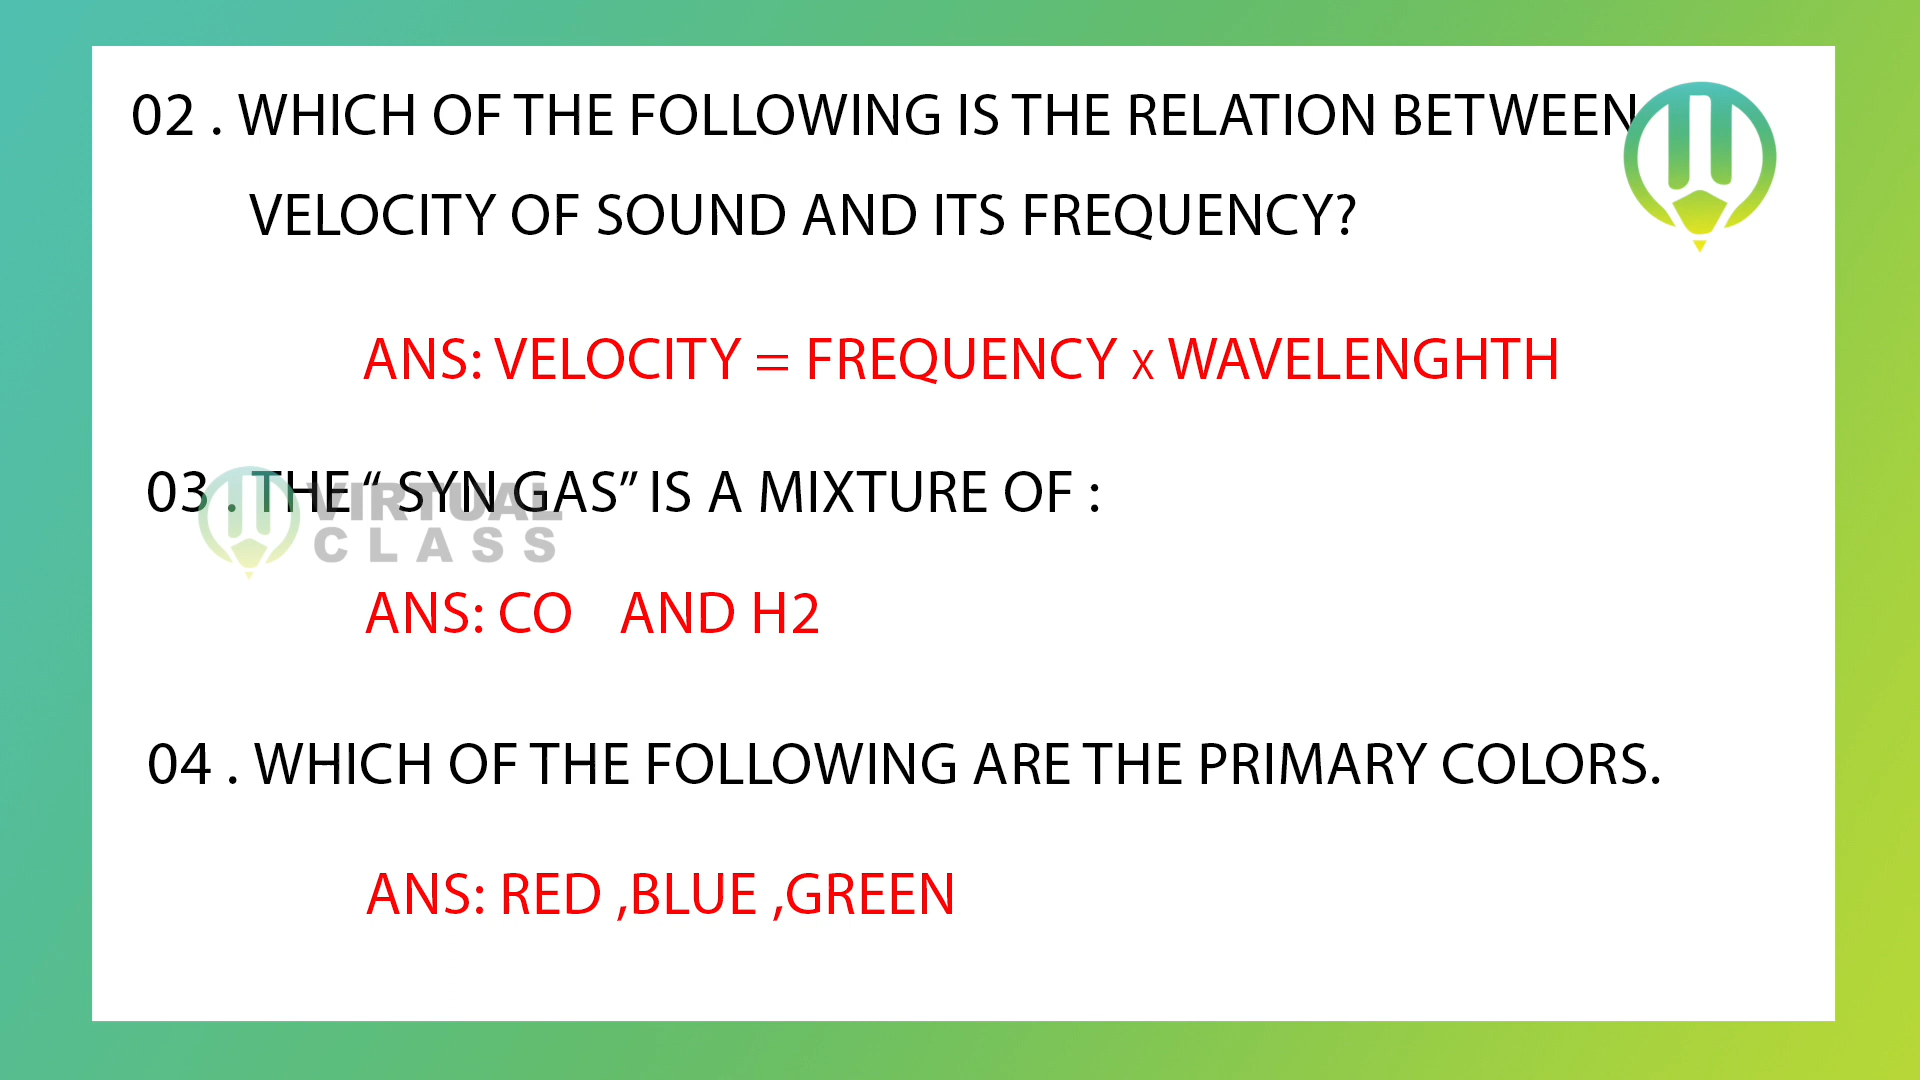 02 . WHICH OF THE FOLLOWING IS THE RELATION BETWEEN
VELOCITY OF SOUND AND ITS FREQUENCY?
ANS: VELOCITY = FREQUENCY x WAVELENGHTH
03 . THE “ SYN GAS” IS A MIXTURE OF :
VIRTUAL
CLASS
ANS: CO AND H2
04 . WHICH OF THE FOLLOWING ARE THE PRIMARY COLORS.
ANS: RED ,BLUE ,GREEN